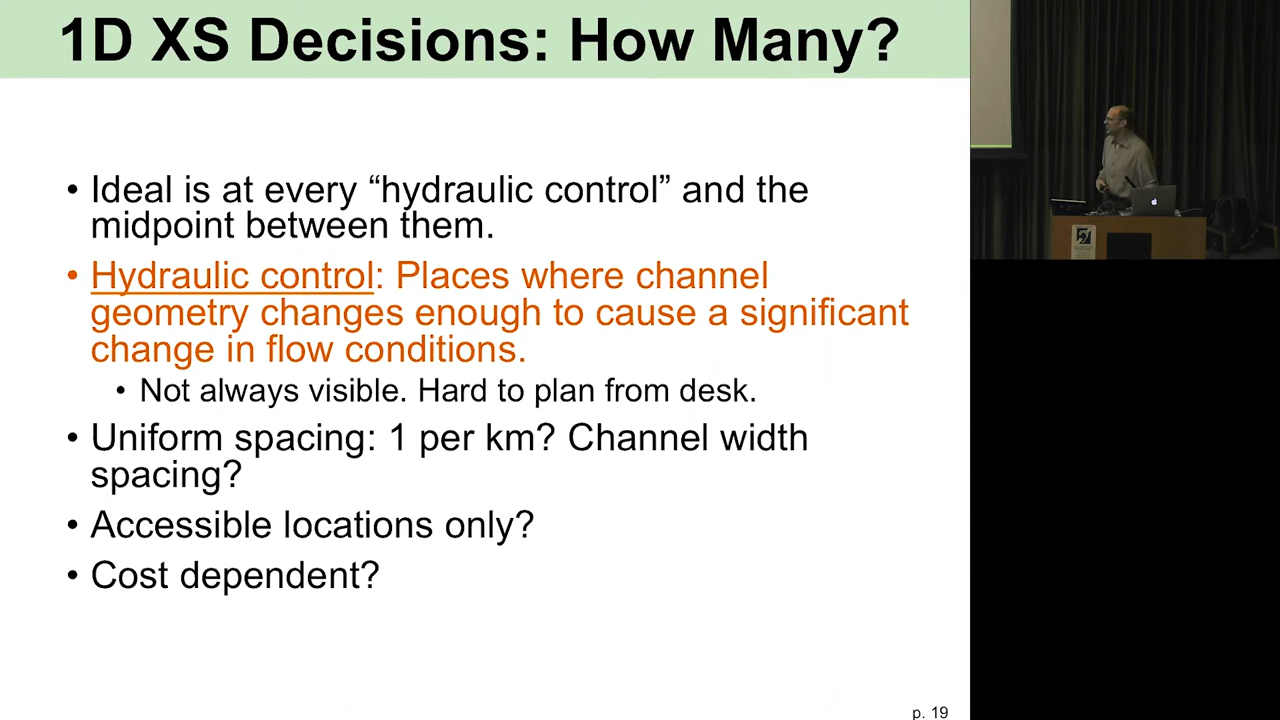 1D XS Decisions: How Many?
• Ideal is at every “hydraulic control” and the
midpoint between them.
• Hydraulic control: Places where channel
geometry changes enough to cause a significant
change in flow conditions.
• Not always visible. Hard to plan from desk.
• Uniform spacing: 1 per km? Channel width
spacing?
• Accessible locations only?
• Cost dependent?
p. 19